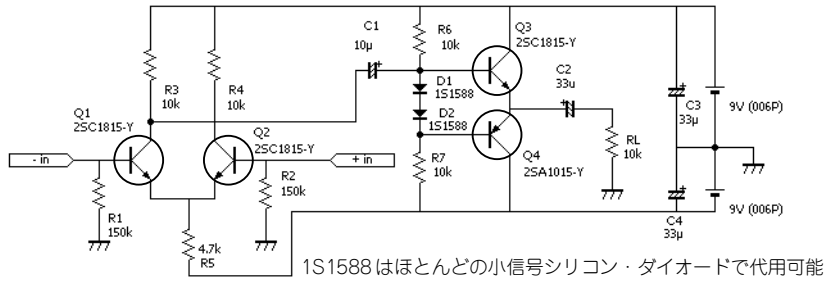 C1
10μ
R6
10k
Q3
2SC1815-Y
C2
33u
R3
10k
R4
10k
D1
1S1588
D2
1S1588
C3
33μ
9V (006P)
Q1
2SC1815-Y
Q2
2SC1815-Y
- in
+ in
R7
10k
Q4
2SA1015-Y
RL
10k
R1
150k
R2
150k
4.7k
R5
C4
33μ
9V (006P)
1S1588はほとんどの小信号シリコン・ダイオードで代用可能